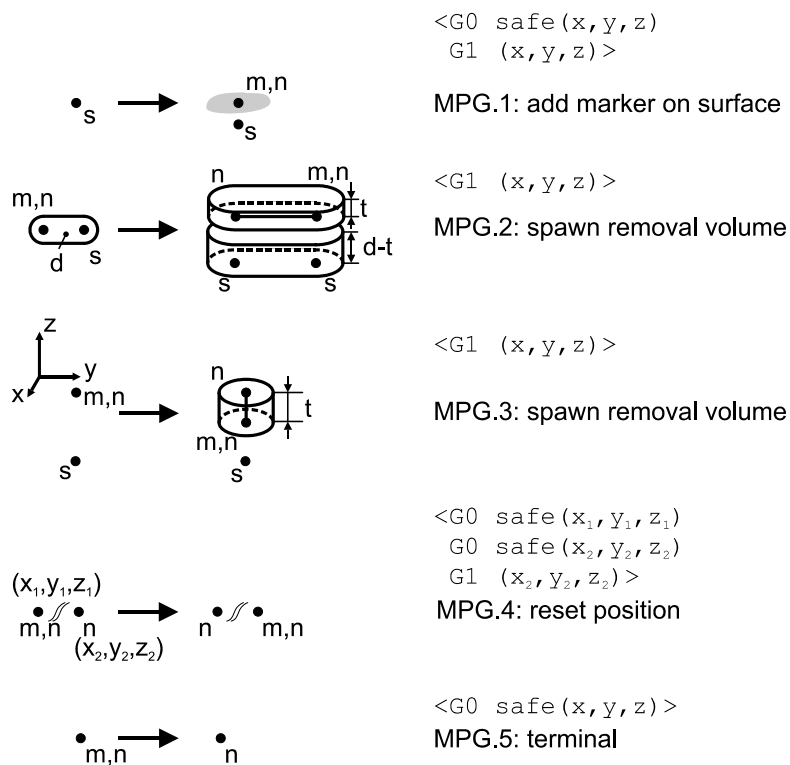 <G0 safe(x,y,z)
G1 (x,y,z)>
s
m,n
s
MPG.1: add marker on surface
m,n
d
s
n
m,n
t
d-t
s
s
<G1 (x,y,z)>
MPG.2: spawn removal volume
z
y
x
m,n
s
n
t
m,n
s
<G1 (x,y,z)>
MPG.3: spawn removal volume
<G0 safe(x₁,y₁,z₁)
G0 safe(x₂,y₂,z₂)
G1 (x₂,y₂,z₂)>
(x₁,y₁,z₁)
m,n
n
(x₂,y₂,z₂)
n
m,n
MPG.4: reset position
m,n
n
<G0 safe(x,y,z)>
MPG.5: terminal